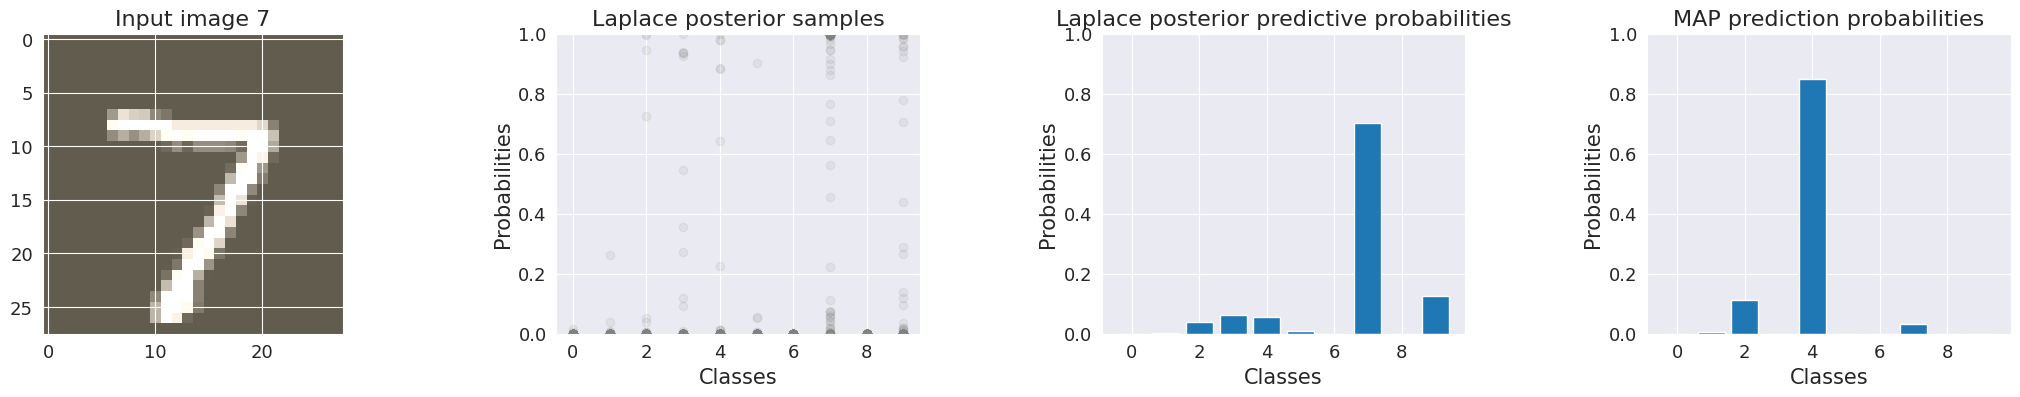 Input image 7
0
5
10
15
20
25
0 10 20
Laplace posterior samples
Probabilities
1.0
0.8
0.6
0.4
0.2
0.0
0 2 4 6 8
Classes
Laplace posterior predictive probabilities
Probabilities
1.0
0.8
0.6
0.4
0.2
0.0
0 2 4 6 8
Classes
MAP prediction probabilities
Probabilities
1.0
0.8
0.6
0.4
0.2
0.0
0 2 4 6 8
Classes
7